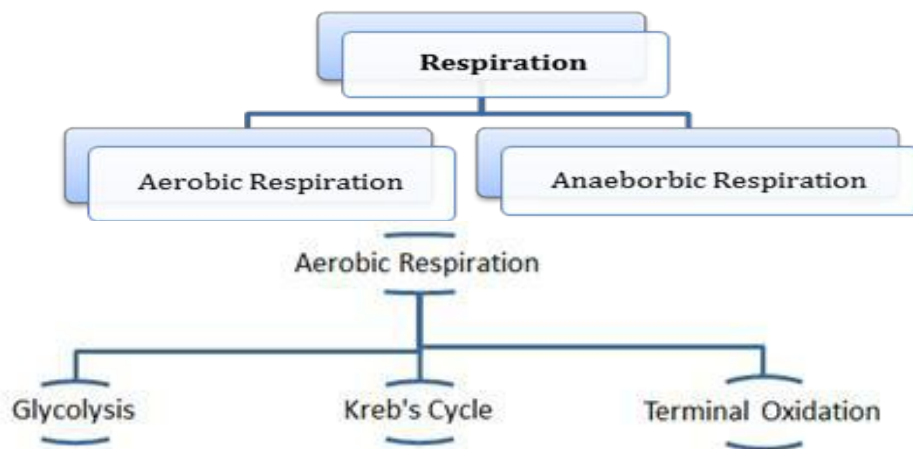 Respiration
Aerobic Respiration
Anaeborbic Respiration
Aerobic Respiration
Glycolysis
Kreb's Cycle
Terminal Oxidation